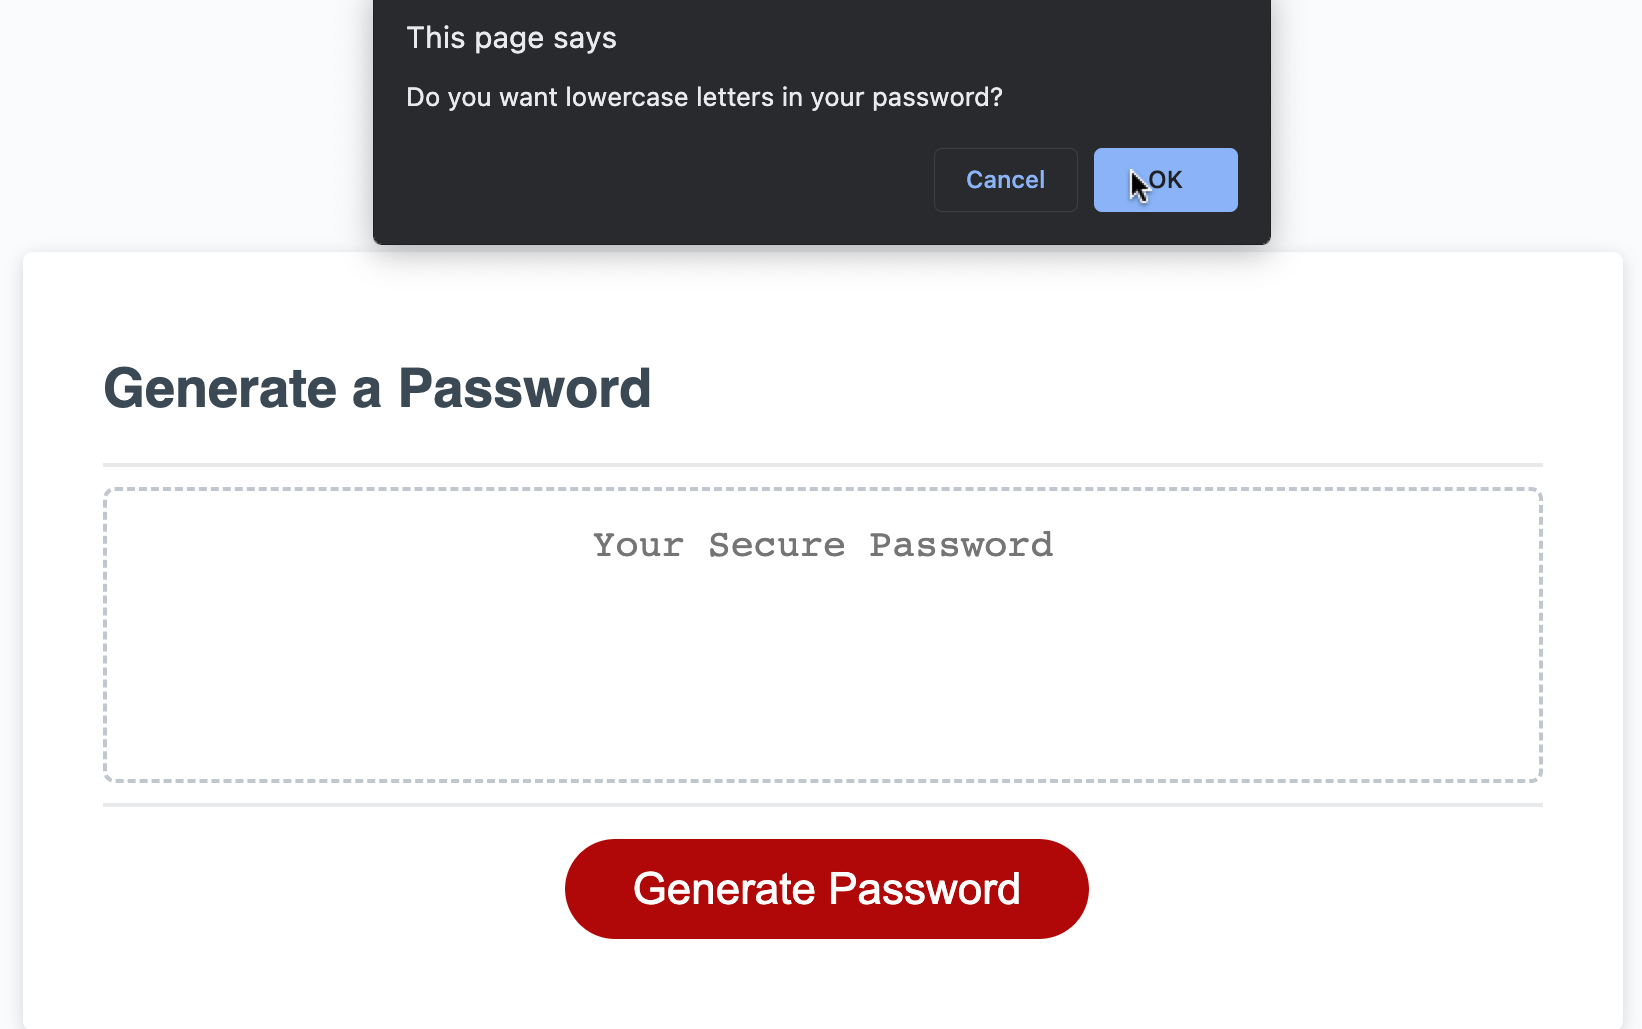 This page says
Do you want lowercase letters in your password?
Cancel
OK
Generate a Password
Your Secure Password
Generate Password